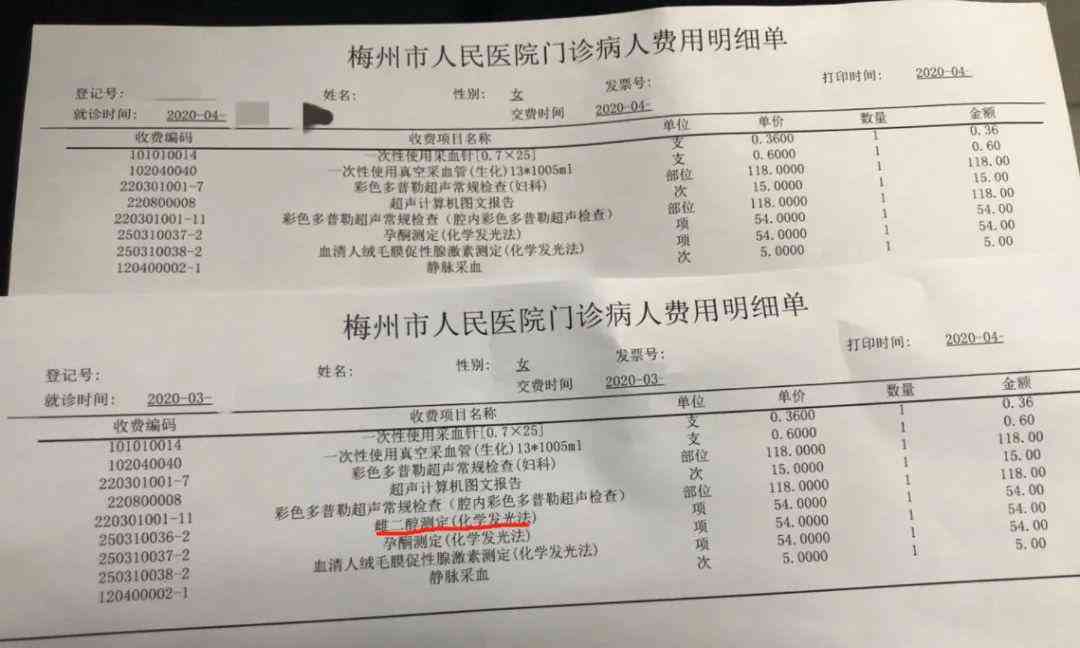 梅州市人民医院门诊病人费用明细单
登记号: 姓名: 性别: 女 发票号: 打印时间: 2020-04-
就诊时间: 2020-04- 交费时间 2020-04-
收费编码 收费项目名称 单位 单价 数量 金额
101010014 一次性使用采血针[0.7×25] 支 0.3600 1 0.36
102040040 一次性使用真空采血管(生化)13*1005ml 支 0.6000 1 0.60
220301001-7 彩色多普勒超声常规检查(妇科) 部位 118.0000 1 118.00
220800008 超声计算机图文报告 次 15.0000 1 15.00
220301001-11 彩色多普勒超声常规检查（腔内彩色多普勒超声检查） 部位 118.0000 1 118.00
250310037-2 孕酮测定(化学发光法) 项 54.0000 1 54.00
250310038-2 血清人绒毛膜促性腺激素测定(化学发光法) 项 54.0000 1 54.00
120400002-1 静脉采血 次 5.0000 1 5.00
梅州市人民医院门诊病人费用明细单
登记号: 姓名: 性别: 女 发票号: 打印时间: 2020-04-
就诊时间: 2020-03- 交费时间 2020-03-
收费编码 收费项目名称 单位 单价 数量 金额
101010014 一次性使用采血针[0.7×25] 支 0.3600 1 0.36
102040040 一次性使用真空采血管(生化)13*1005ml 支 0.6000 1 0.60
220301001-7 彩色多普勒超声常规检查(妇科) 部位 118.0000 1 118.00
220800008 超声计算机图文报告 次 15.0000 1 15.00
220301001-11 彩色多普勒超声常规检查（腔内彩色多普勒超声检查） 部位 118.0000 1 118.00
250310036-2 雌二醇测定(化学发光法) 项 54.0000 1 54.00
250310037-2 孕酮测定(化学发光法) 项 54.0000 1 54.00
250310038-2 血清人绒毛膜促性腺激素测定(化学发光法) 项 54.0000 1 54.00
120400002-1 静脉采血 次 5.0000 1 5.00